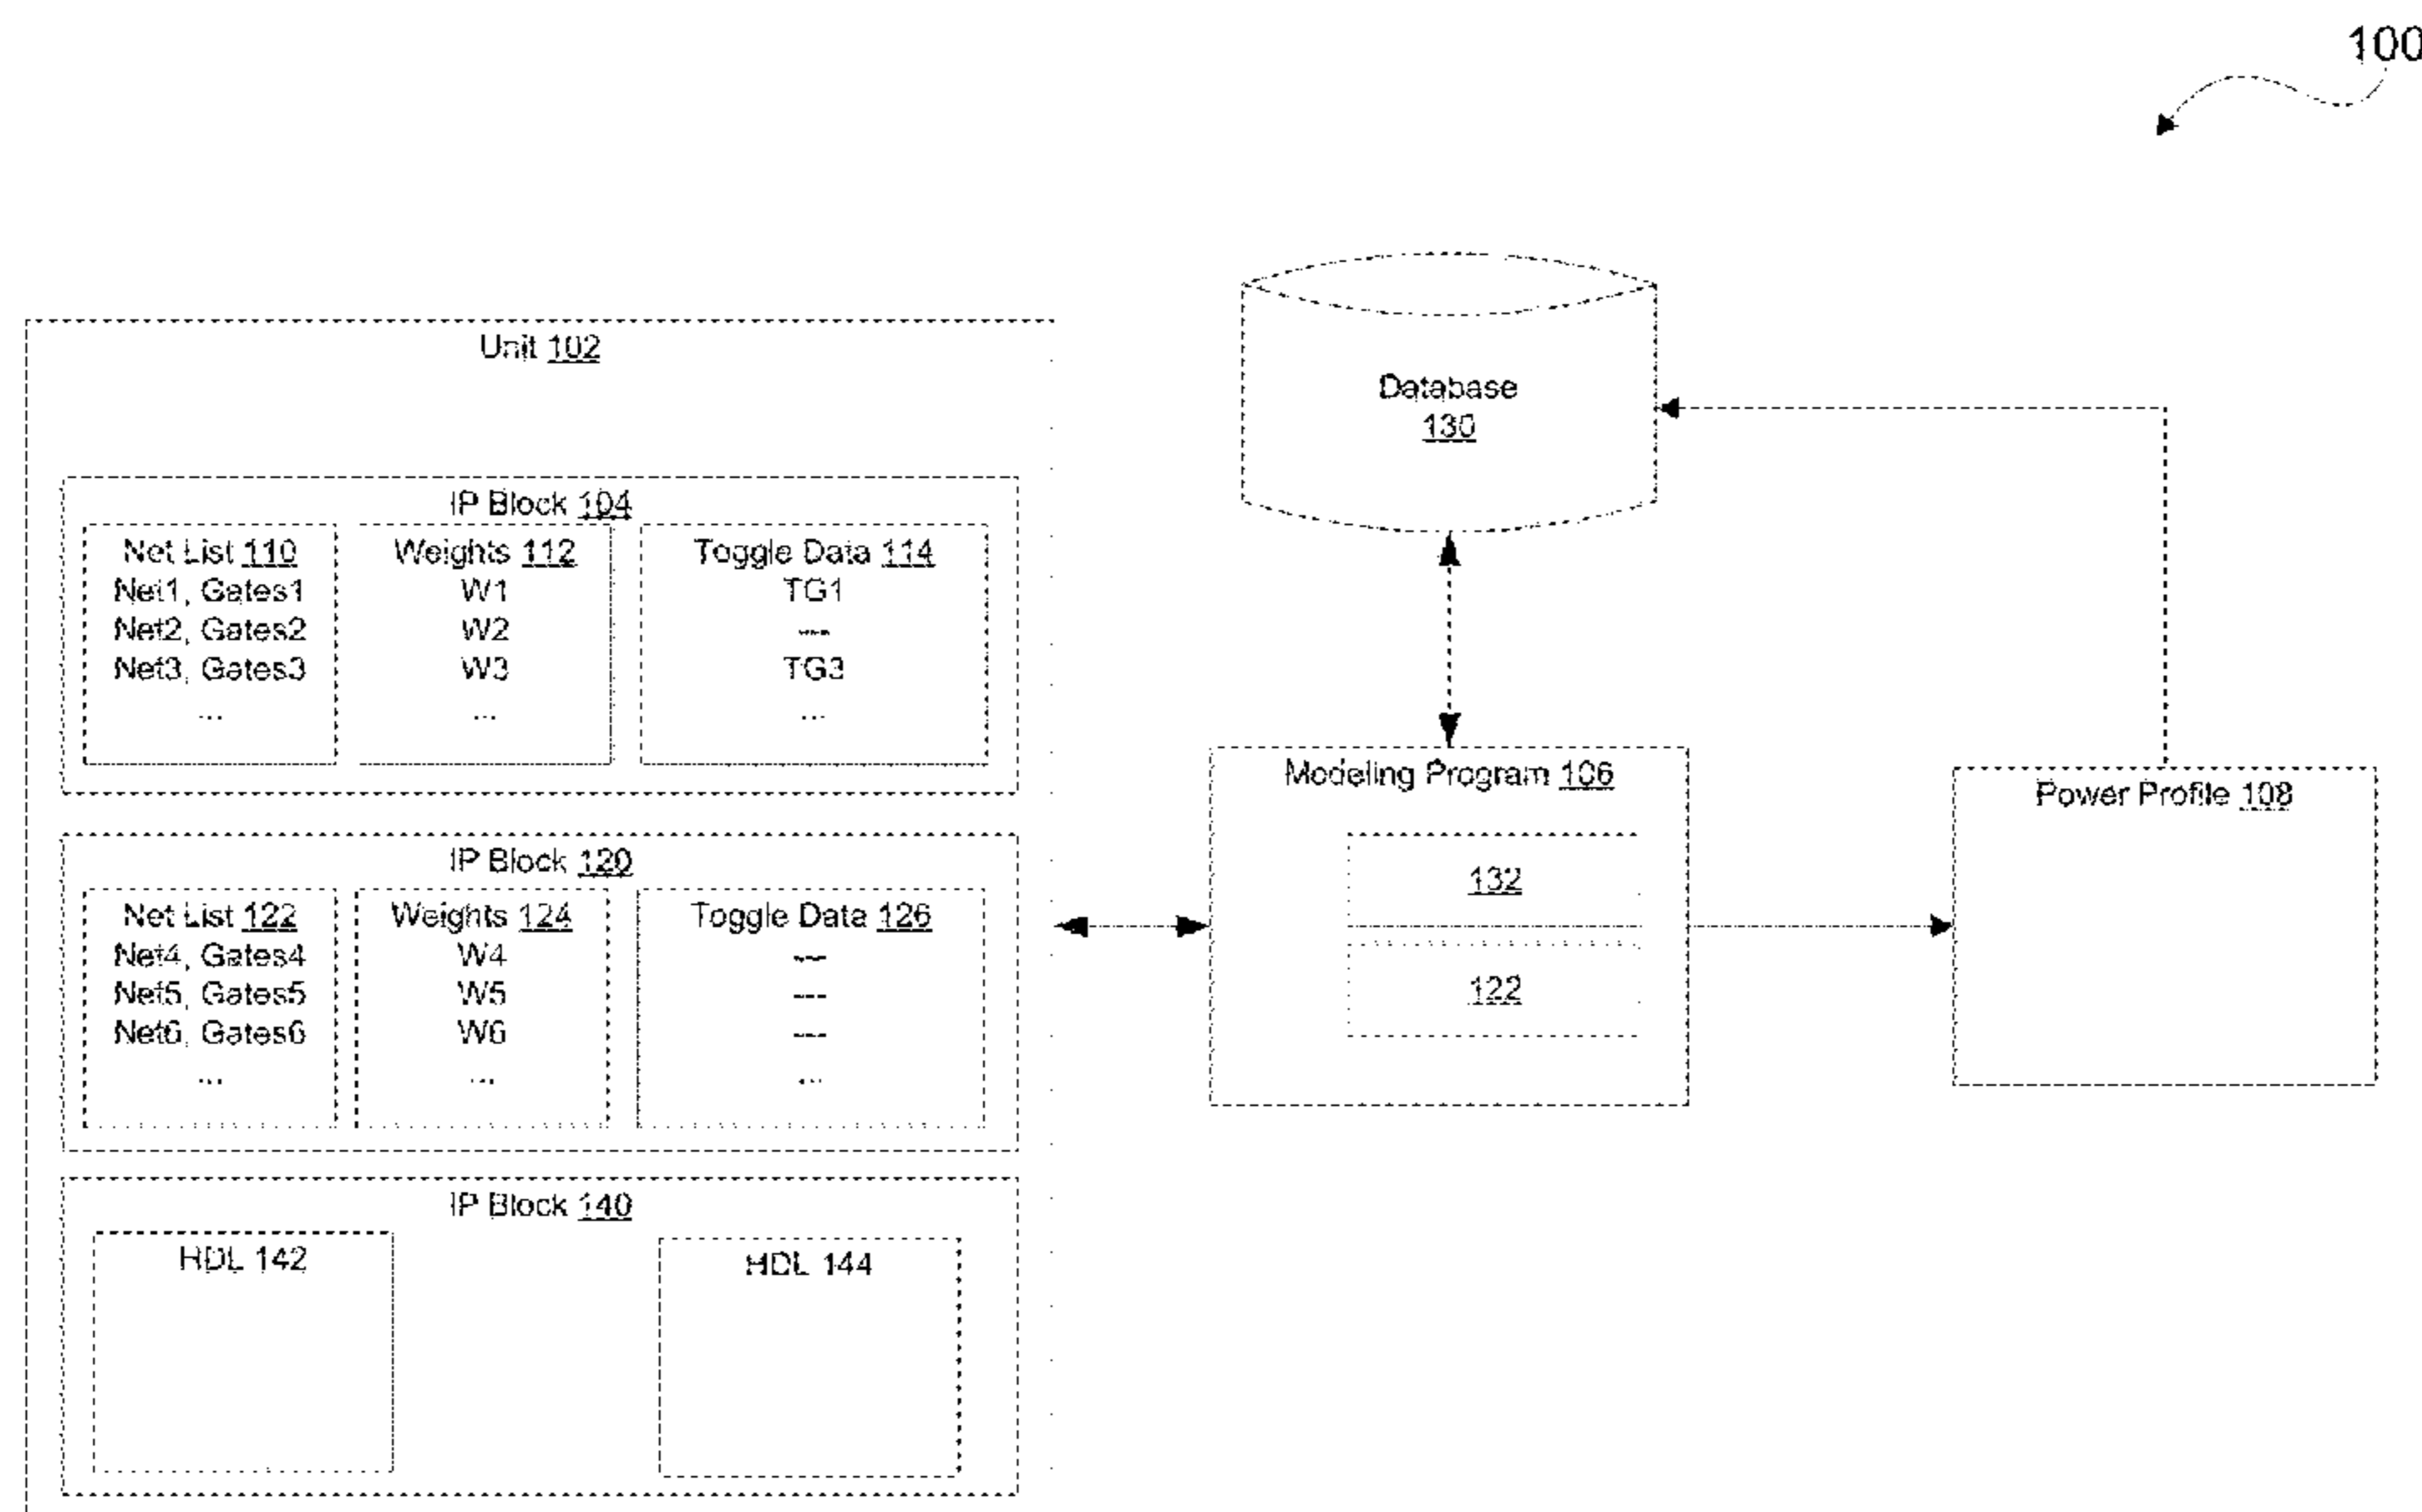 100
Unit 102
Database
130
IP Block 104
Net List 110
Net1, Gates1
Net2, Gates2
Net3, Gates3
...
Weights 112
W1
W2
W3
...
Toggle Data 114
TG1
---
TG3
...
Modeling Program 106
132
122
Power Profile 108
IP Block 120
Net List 122
Net4, Gates4
Net5, Gates5
Net6, Gates6
...
Weights 124
W4
W5
W6
...
Toggle Data 126
---
---
---
...
IP Block 140
HDL 142
HDL 144